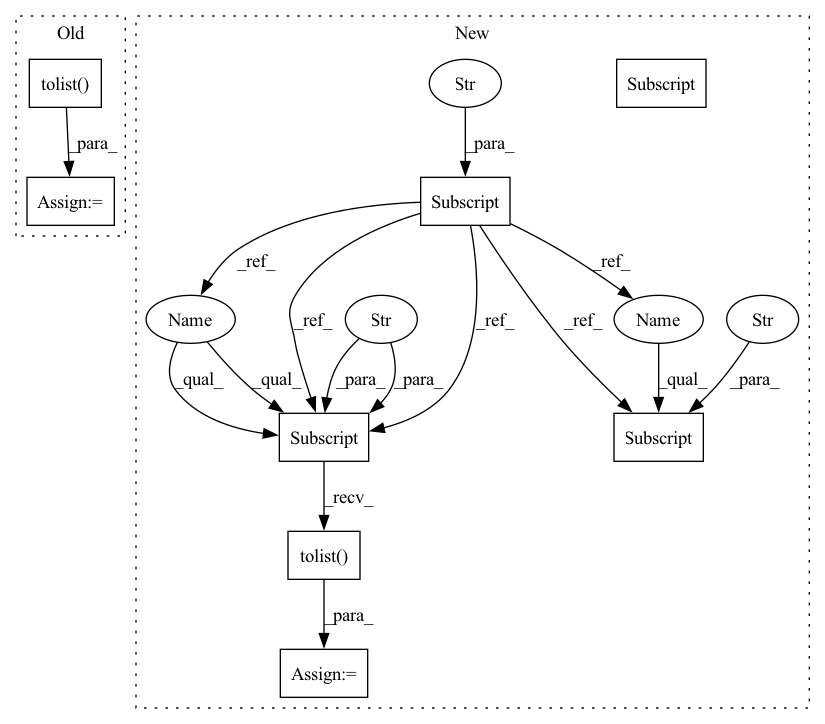 Old
New
tolist()
Str
Subscript
_para_
_para_
Assign:=
Subscript
_ref_
_ref_
Name
Str
_ref_
_ref_
_ref_
Name
Str
_qual_
_qual_
_para_
_para_
_qual_
_para_
Subscript
Subscript
_recv_
tolist()
_para_
Assign:=